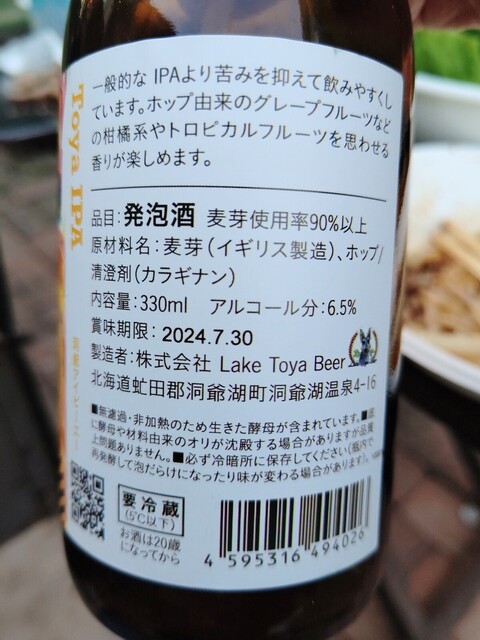 一般的な IPAより苦みを抑えて飲みやすくし
ています。ホップ由来のグレープフルーツなど
の柑橘系やトロピカルフルーツを思わせる
香りが楽しめます。
Toya IPA
品目：発泡酒 麦芽使用率90%以上
原材料名：麦芽（イギリス製造）、ホップ/
清澄剤（カラギナン）
内容量：330ml アルコール分：6.5%
賞味期限：2024.7.30
製造者：株式会社 Lake Toya Beer
北海道虻田郡洞爺湖町洞爺湖温泉4-16
■無濾過・非加熱のため生きた酵母が含まれています。■底
に酵母や材料由来のオリが沈殿する場合がありますが品質
上問題ありません。■必ず冷暗所に保存してください（瓶内で
再発酵して泡だらけになったり味が変わる場合があります）。
要冷蔵
（5℃以下）
お酒は20歳
になってから
4 595316 494026